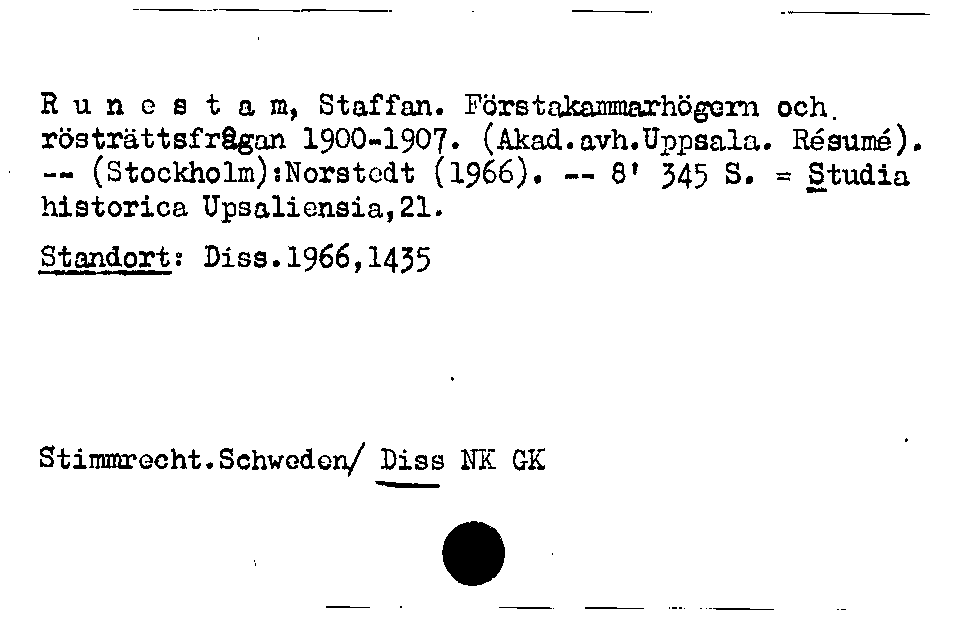 R u n e s t a m, Staffan. Förstakammarhögern och
rösträttsfrågan 1900-1907. (Akad.avh.Uppsala. Résumé).
-- (Stockholm):Norstedt (1966). -- 8' 345 S. = Studia
historica Upsaliensia,21.
Standort: Diss.1966,1435
Stimmrecht.Schweden/ Diss NK GK